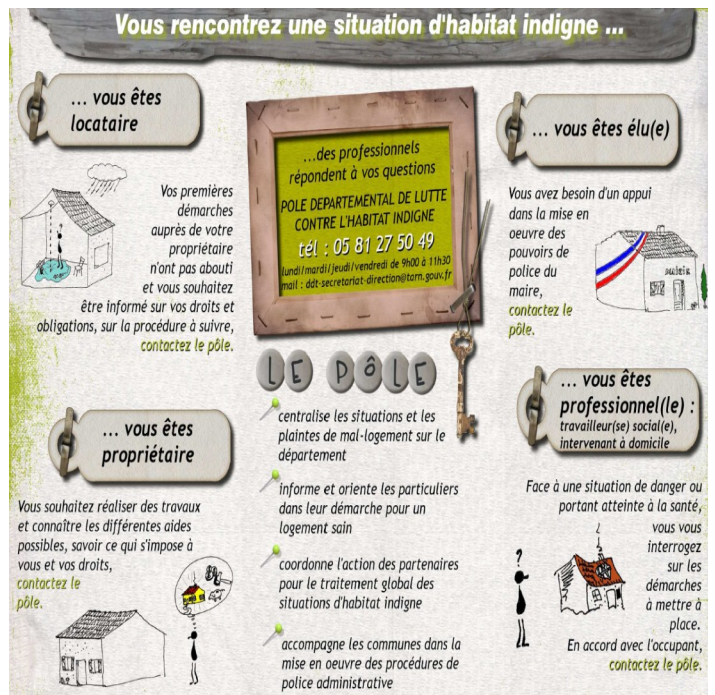 Vous rencontrez une situation d'habitat indigne ...
... vous êtes
locataire
Vos premières
démarches
auprès de votre
propriétaire
n'ont pas abouti
et vous souhaitez
être informé sur vos droits et
obligations, sur la procédure à suivre,
contactez le pôle.
...des professionnels
répondent à vos questions
POLE DEPARTEMENTAL DE LUTTE
CONTRE L'HABITAT INDIGNE
tél : 05 81 27 50 49
lundi/mardi/jeudi/vendredi de 9h00 à 11h30
mail : ddt-secretariat-direction@tarn.gouv.fr
... vous êtes élu(e)
Vous avez besoin d'un appui
dans la mise en
oeuvre des
pouvoirs de
police du
maire,
contactez le
pôle.
mairie
... vous êtes
propriétaire
Vous souhaitez réaliser des travaux
et connaître les différentes aides
possibles, savoir ce qui s'impose à
vous et vos droits,
contactez le
pôle.
LE PÔLE
centralise les situations et les
plaintes de mal-logement sur le
département
informe et oriente les particuliers
dans leur démarche pour un
logement sain
coordonne l'action des partenaires
pour le traitement global des
situations d'habitat indigne
accompagne les communes dans la
mise en oeuvre des procédures de
police administrative
... vous êtes
professionnel(le) :
travailleur(se) social(e),
intervenant à domicile
Face à une situation de danger ou
portant atteinte à la santé,
vous vous
interrogez
sur les
démarches
à mettre à
place.
En accord avec l'occupant,
contactez le pôle.
?